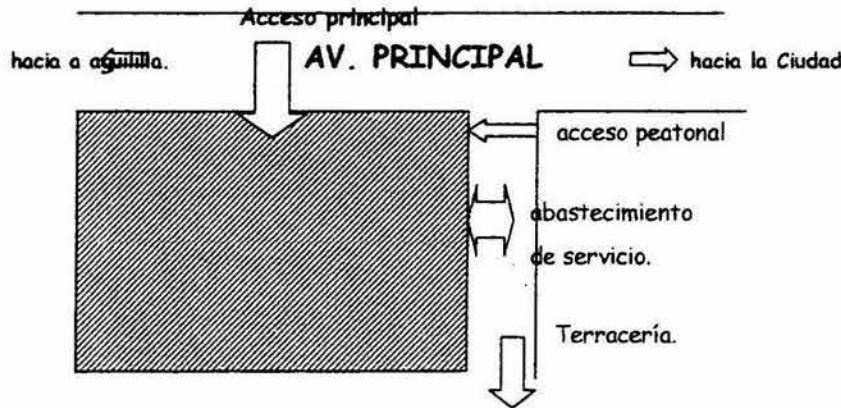 Acceso principal
hacia a aguililla.
AV. PRINCIPAL
hacia la Ciudad
acceso peatonal
abastecimiento
de servicio.
Terracería.